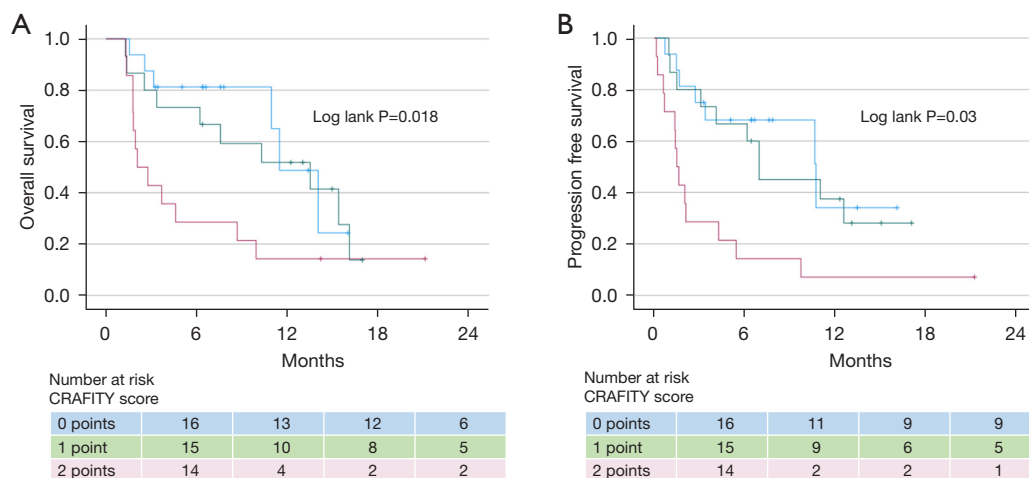 A
Overall survival
1.0
0.8
0.6
0.4
0.2
0.0
Log lank P=0.018
0 6 12 18 24
Months
Number at risk
CRAFITY score
0 points 16 13 12 6
1 point 15 10 8 5
2 points 14 4 2 2
B
Progression free survival
1.0
0.8
0.6
0.4
0.2
0.0
Log lank P=0.03
0 6 12 18 24
Months
Number at risk
CRAFITY score
0 points 16 11 9 9
1 point 15 9 6 5
2 points 14 2 2 1